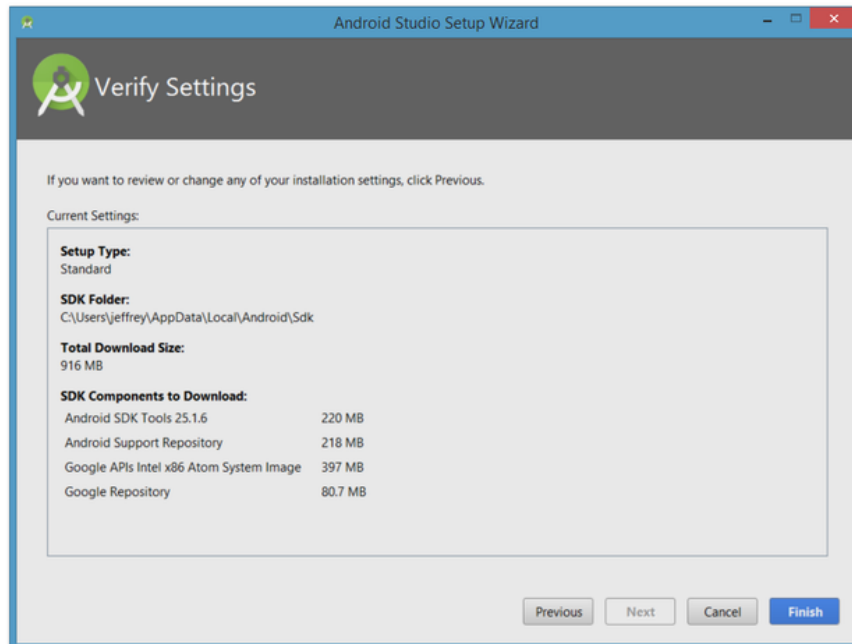 Android Studio Setup Wizard
Verify Settings
If you want to review or change any of your installation settings, click Previous.
Current Settings:
Setup Type:
Standard
SDK Folder:
C:\Users\jeffrey\AppData\Local\Android\Sdk
Total Download Size:
916 MB
SDK Components to Download:
Android SDK Tools 25.1.6 220 MB
Android Support Repository 218 MB
Google APIs Intel x86 Atom System Image 397 MB
Google Repository 80.7 MB
Previous Next Cancel Finish